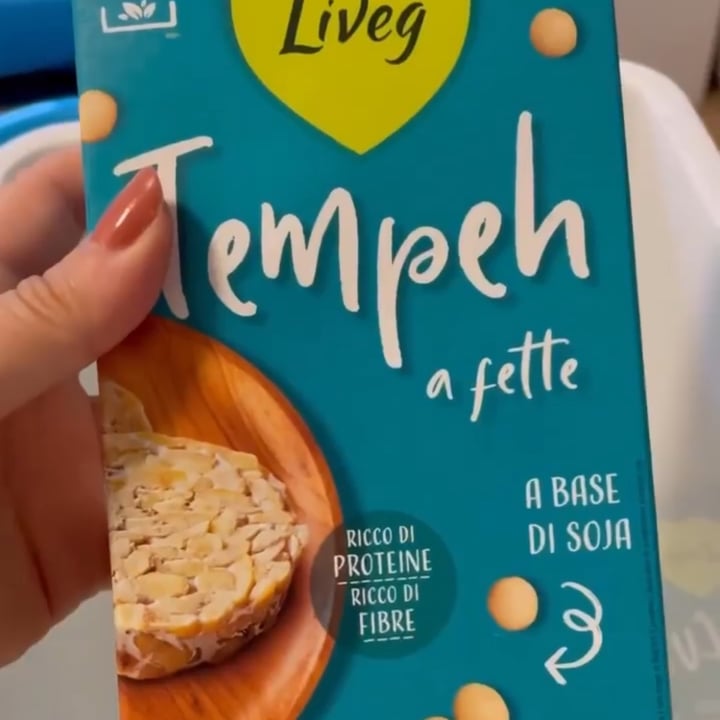 Liveg
Tempeh
a fette
A BASE
DI SOJA
RICCO DI
PROTEINE
RICCO DI
FIBRE